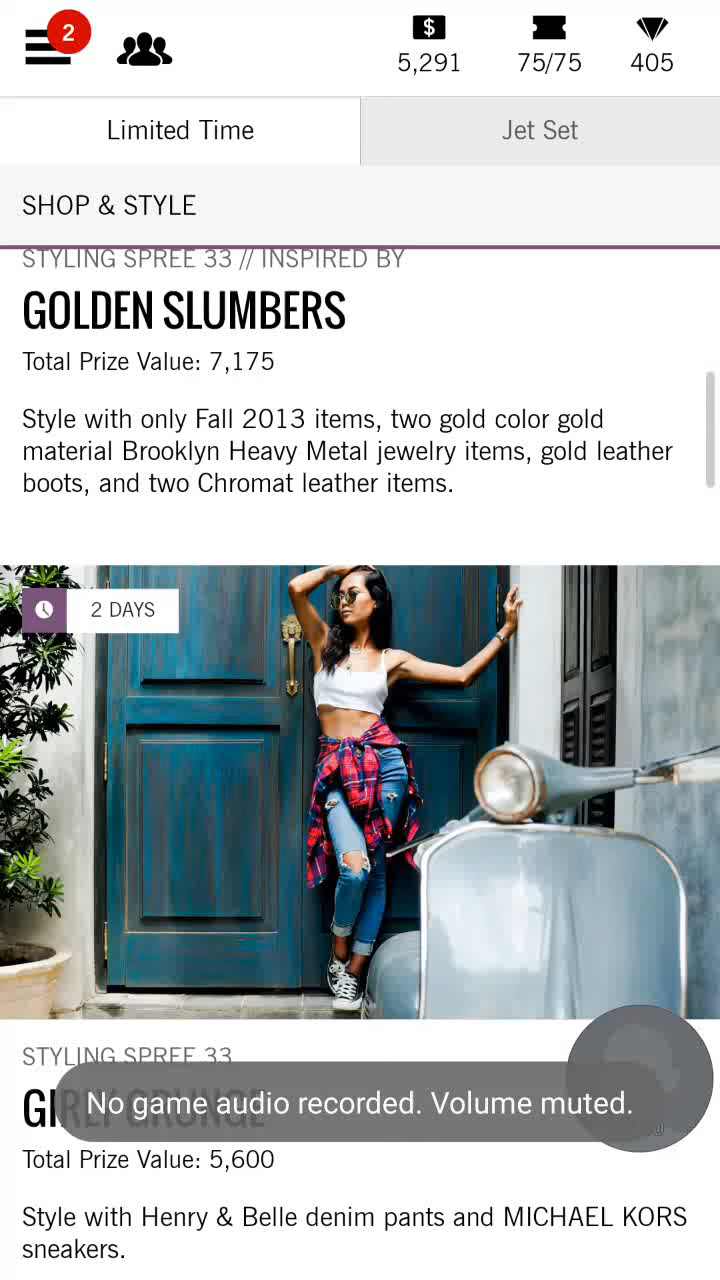 2
$
5,291
75/75
405
Limited Time
Jet Set
SHOP & STYLE
STYLING SPREE 33 // INSPIRED BY
GOLDEN SLUMBERS
Total Prize Value: 7,175
Style with only Fall 2013 items, two gold color gold
material Brooklyn Heavy Metal jewelry items, gold leather
boots, and two Chromat leather items.
2 DAYS
STYLING SPREE 33
GIRLY GRUNGE
No game audio recorded. Volume muted.
Total Prize Value: 5,600
Style with Henry & Belle denim pants and MICHAEL KORS
sneakers.